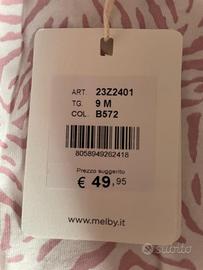 ART. 23Z2401
TG. 9 M
COL. B572
8058949262418
Prezzo suggerito
€ 49,95
www.melby.it
subito